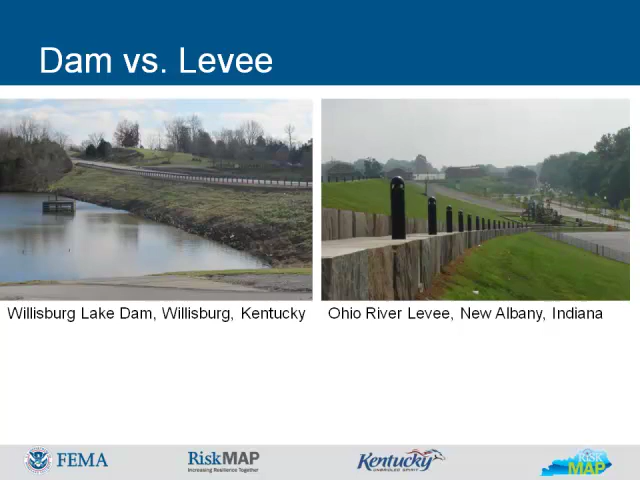 Dam vs. Levee
Willisburg Lake Dam, Willisburg, Kentucky
Ohio River Levee, New Albany, Indiana
FEMA
RiskMAP
Increasing Resilience Together
Kentucky
UNBRIDLED SPIRIT
RISK
MAP